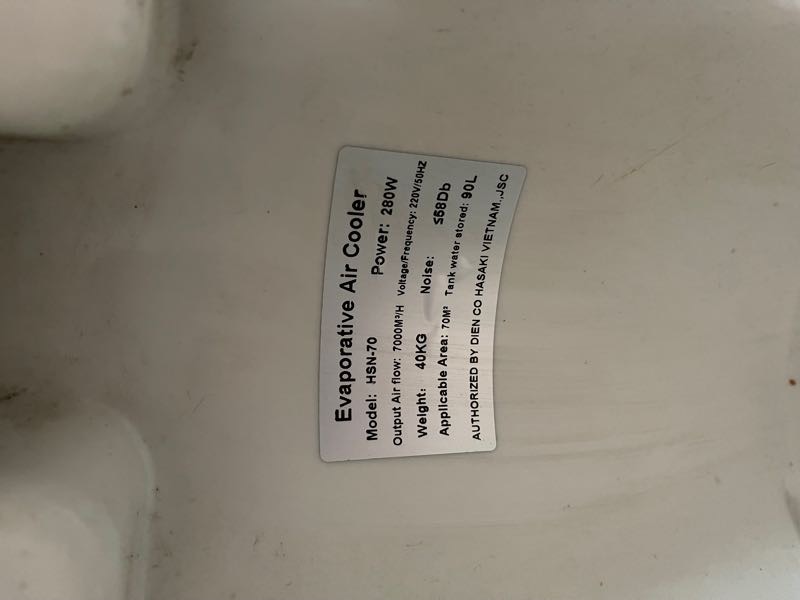 Evaporative Air Cooler
Model: HSN-70 Power: 280W
Output Air flow: 7000M³/H Voltage/Frequency: 220V/50HZ
Weight: 40KG Noise: ≤58Db
Applicable Area: 70M² Tank water stored: 90L
AUTHORIZED BY DIEN CO HASAKI VIETNAM.,JSC